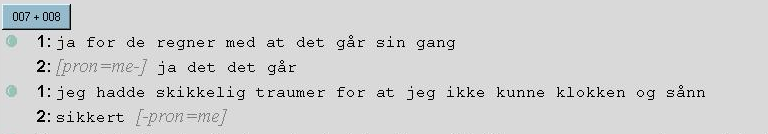 007 + 008
1: ja for de regner med at det går sin gang
2: [pron=me-] ja det det går
1: jeg hadde skikkelig traumer for at jeg ikke kunne klokken og sånn
2: sikkert [-pron=me]